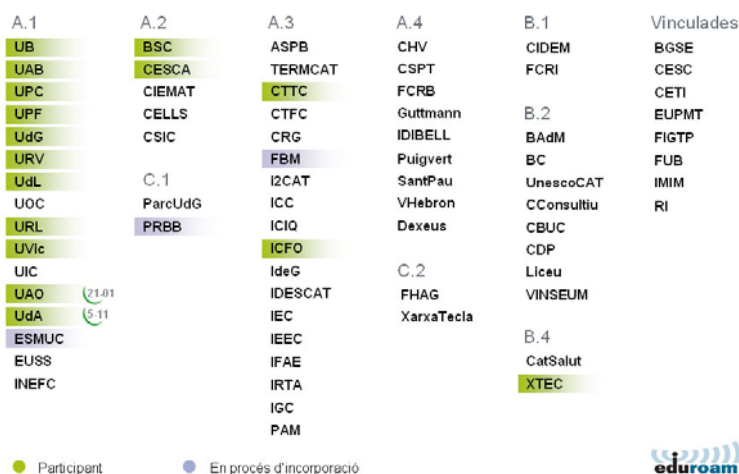 A.1
UB
UAB
UPC
UPF
UdG
URV
UdL
UOC
URL
UVic
UIC
UAO 21-01
UdA 5-11
ESMUC
EUSS
INEFC
A.2
BSC
CESCA
CIEMAT
CELLS
CSIC
C.1
ParcUdG
PRBB
A.3
ASPB
TERMCAT
CTTC
CTFC
CRG
FBM
I2CAT
ICC
ICIQ
ICFO
IdeG
IDESCAT
IEC
IEEC
IFAE
IRTA
IGC
PAM
A.4
CHV
CSPT
FCRB
Guttmann
IDIBELL
Puigvert
SantPau
VHebron
Dexeus
C.2
FHAG
XarxaTecla
B.1
CIDEM
FCRI
B.2
BAdM
BC
UnescoCAT
CConsultiu
CBUC
CDP
Liceu
VINSEUM
B.4
CatSalut
XTEC
Vinculades
BGSE
CESC
CETI
EUPMT
FIGTP
FUB
IMIM
RI
Participant
En procés d'incorporació
eduroam